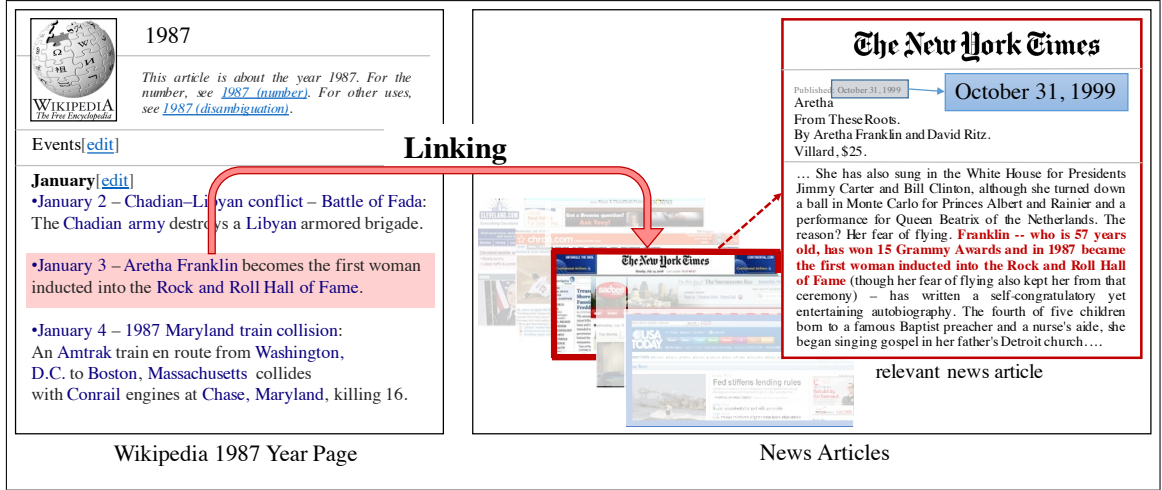 WIKIPEDIA
The Free Encyclopedia
1987
This article is about the year 1987. For the
number, see 1987 (number). For other uses,
see 1987 (disambiguation).
Events[edit]
January[edit]
•January 2 – Chadian–Libyan conflict – Battle of Fada:
The Chadian army destroys a Libyan armored brigade.
•January 3 – Aretha Franklin becomes the first woman
inducted into the Rock and Roll Hall of Fame.
•January 4 – 1987 Maryland train collision:
An Amtrak train en route from Washington,
D.C. to Boston, Massachusetts collides
with Conrail engines at Chase, Maryland, killing 16.
Wikipedia 1987 Year Page
Linking
CLEVELAND.COM
Got a Browse question?
Ask Yoey!
The New York Times
USA
TODAY
Fed stiffens lending rules
The New York Times
Published: October 31, 1999
October 31, 1999
Aretha
From These Roots.
By Aretha Franklin and David Ritz.
Villard, $25.
… She has also sung in the White House for Presidents
Jimmy Carter and Bill Clinton, although she turned down
a ball in Monte Carlo for Princes Albert and Rainier and a
performance for Queen Beatrix of the Netherlands. The
reason? Her fear of flying. Franklin -- who is 57 years
old, has won 15 Grammy Awards and in 1987 became
the first woman inducted into the Rock and Roll Hall
of Fame (though her fear of flying also kept her from that
ceremony) – has written a self-congratulatory yet
entertaining autobiography. The fourth of five children
born to a famous Baptist preacher and a nurse's aide, she
began singing gospel in her father's Detroit church….
relevant news article
News Articles